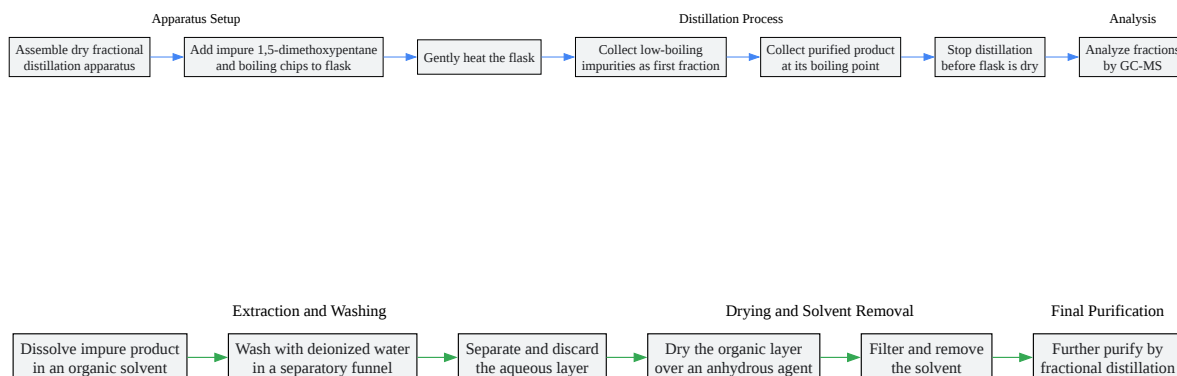 Apparatus Setup
Distillation Process
Analysis
Assemble dry fractional
distillation apparatus
Add impure 1,5-dimethoxypentane
and boiling chips to flask
Gently heat the flask
Collect low-boiling
impurities as first fraction
Collect purified product
at its boiling point
Stop distillation
before flask is dry
Analyze fractions
by GC-MS
Extraction and Washing
Drying and Solvent Removal
Final Purification
Dissolve impure product
in an organic solvent
Wash with deionized water
in a separatory funnel
Separate and discard
the aqueous layer
Dry the organic layer
over an anhydrous agent
Filter and remove
the solvent
Further purify by
fractional distillation